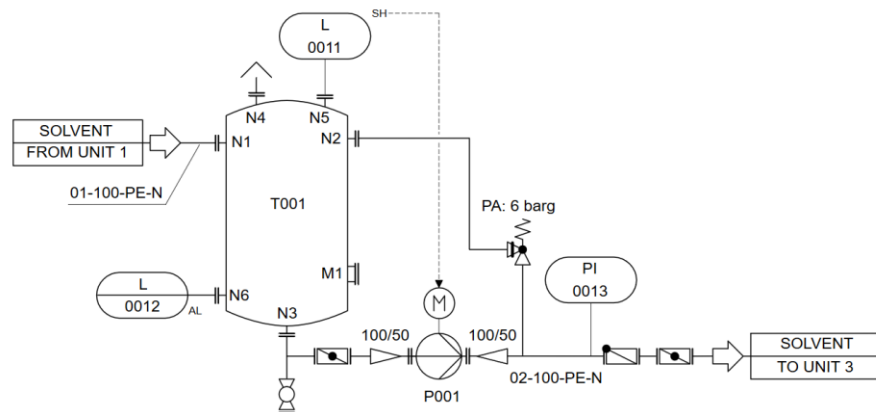 L
0011
SH
N4
N5
SOLVENT
FROM UNIT 1
N1
N2
01-100-PE-N
T001
PA: 6 barg
M1
PI
0013
L
0012
AL
N6
N3
M
100/50
100/50
SOLVENT
TO UNIT 3
02-100-PE-N
P001